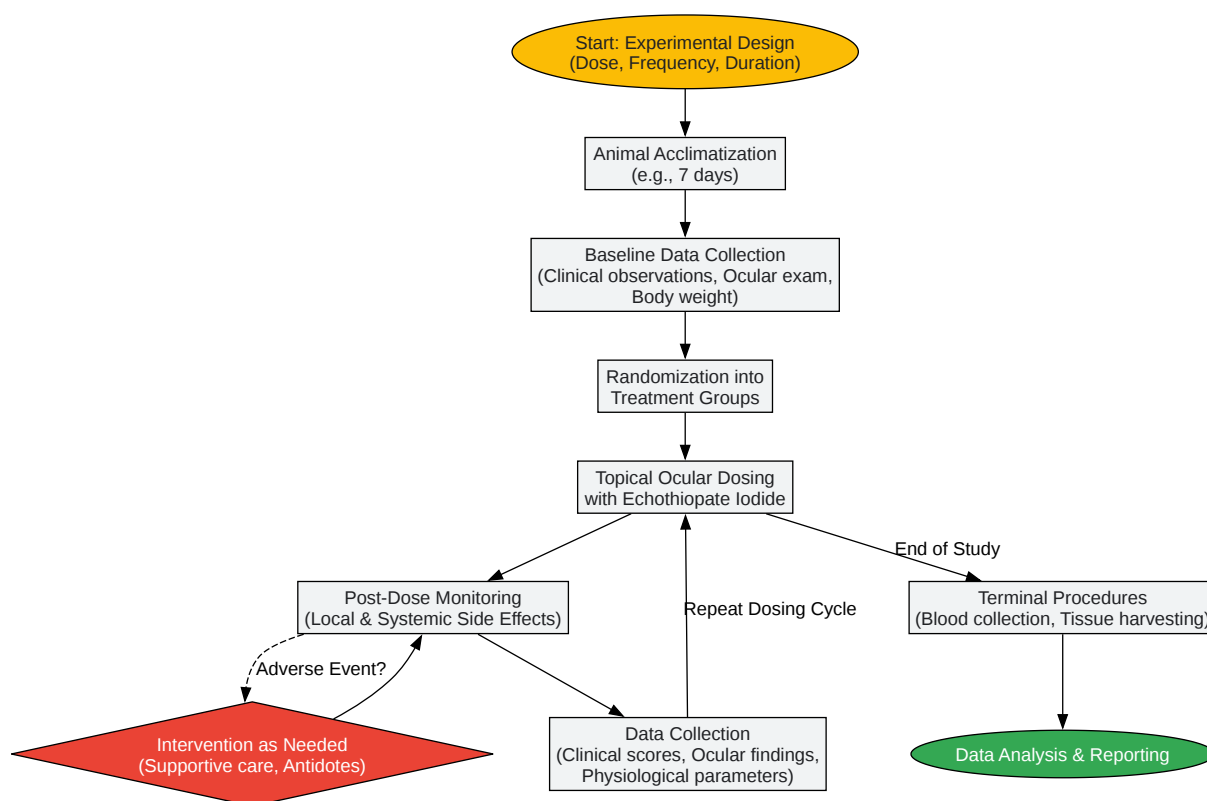 Start: Experimental Design
(Dose, Frequency, Duration)
Animal Acclimatization
(e.g., 7 days)
Baseline Data Collection
(Clinical observations, Ocular exam,
Body weight)
Randomization into
Treatment Groups
Topical Ocular Dosing
with Echothiopate Iodide
End of Study
Post-Dose Monitoring
(Local & Systemic Side Effects)
Repeat Dosing Cycle
Terminal Procedures
(Blood collection, Tissue harvesting)
Adverse Event?
Intervention as Needed
(Supportive care, Antidotes)
Data Collection
(Clinical scores, Ocular findings,
Physiological parameters)
Data Analysis & Reporting